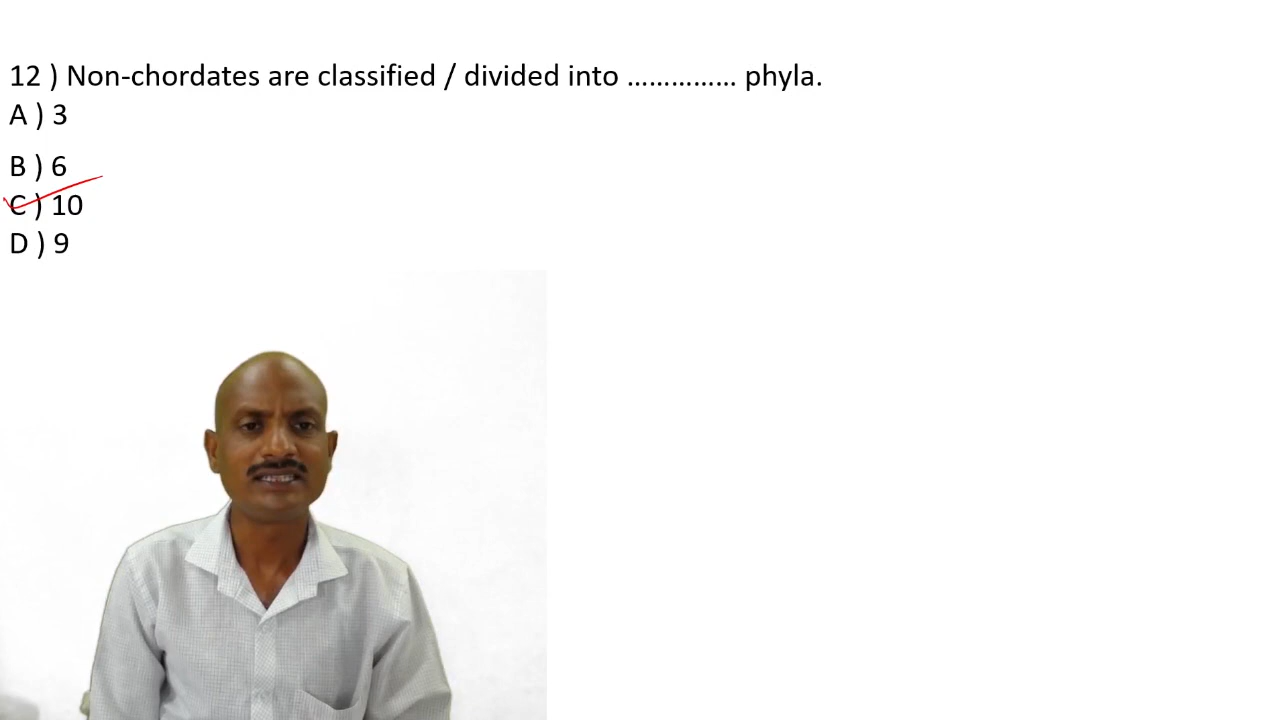 12 ) Non-chordates are classified / divided into …………… phyla.
A ) 3
B ) 6
C ) 10
D ) 9